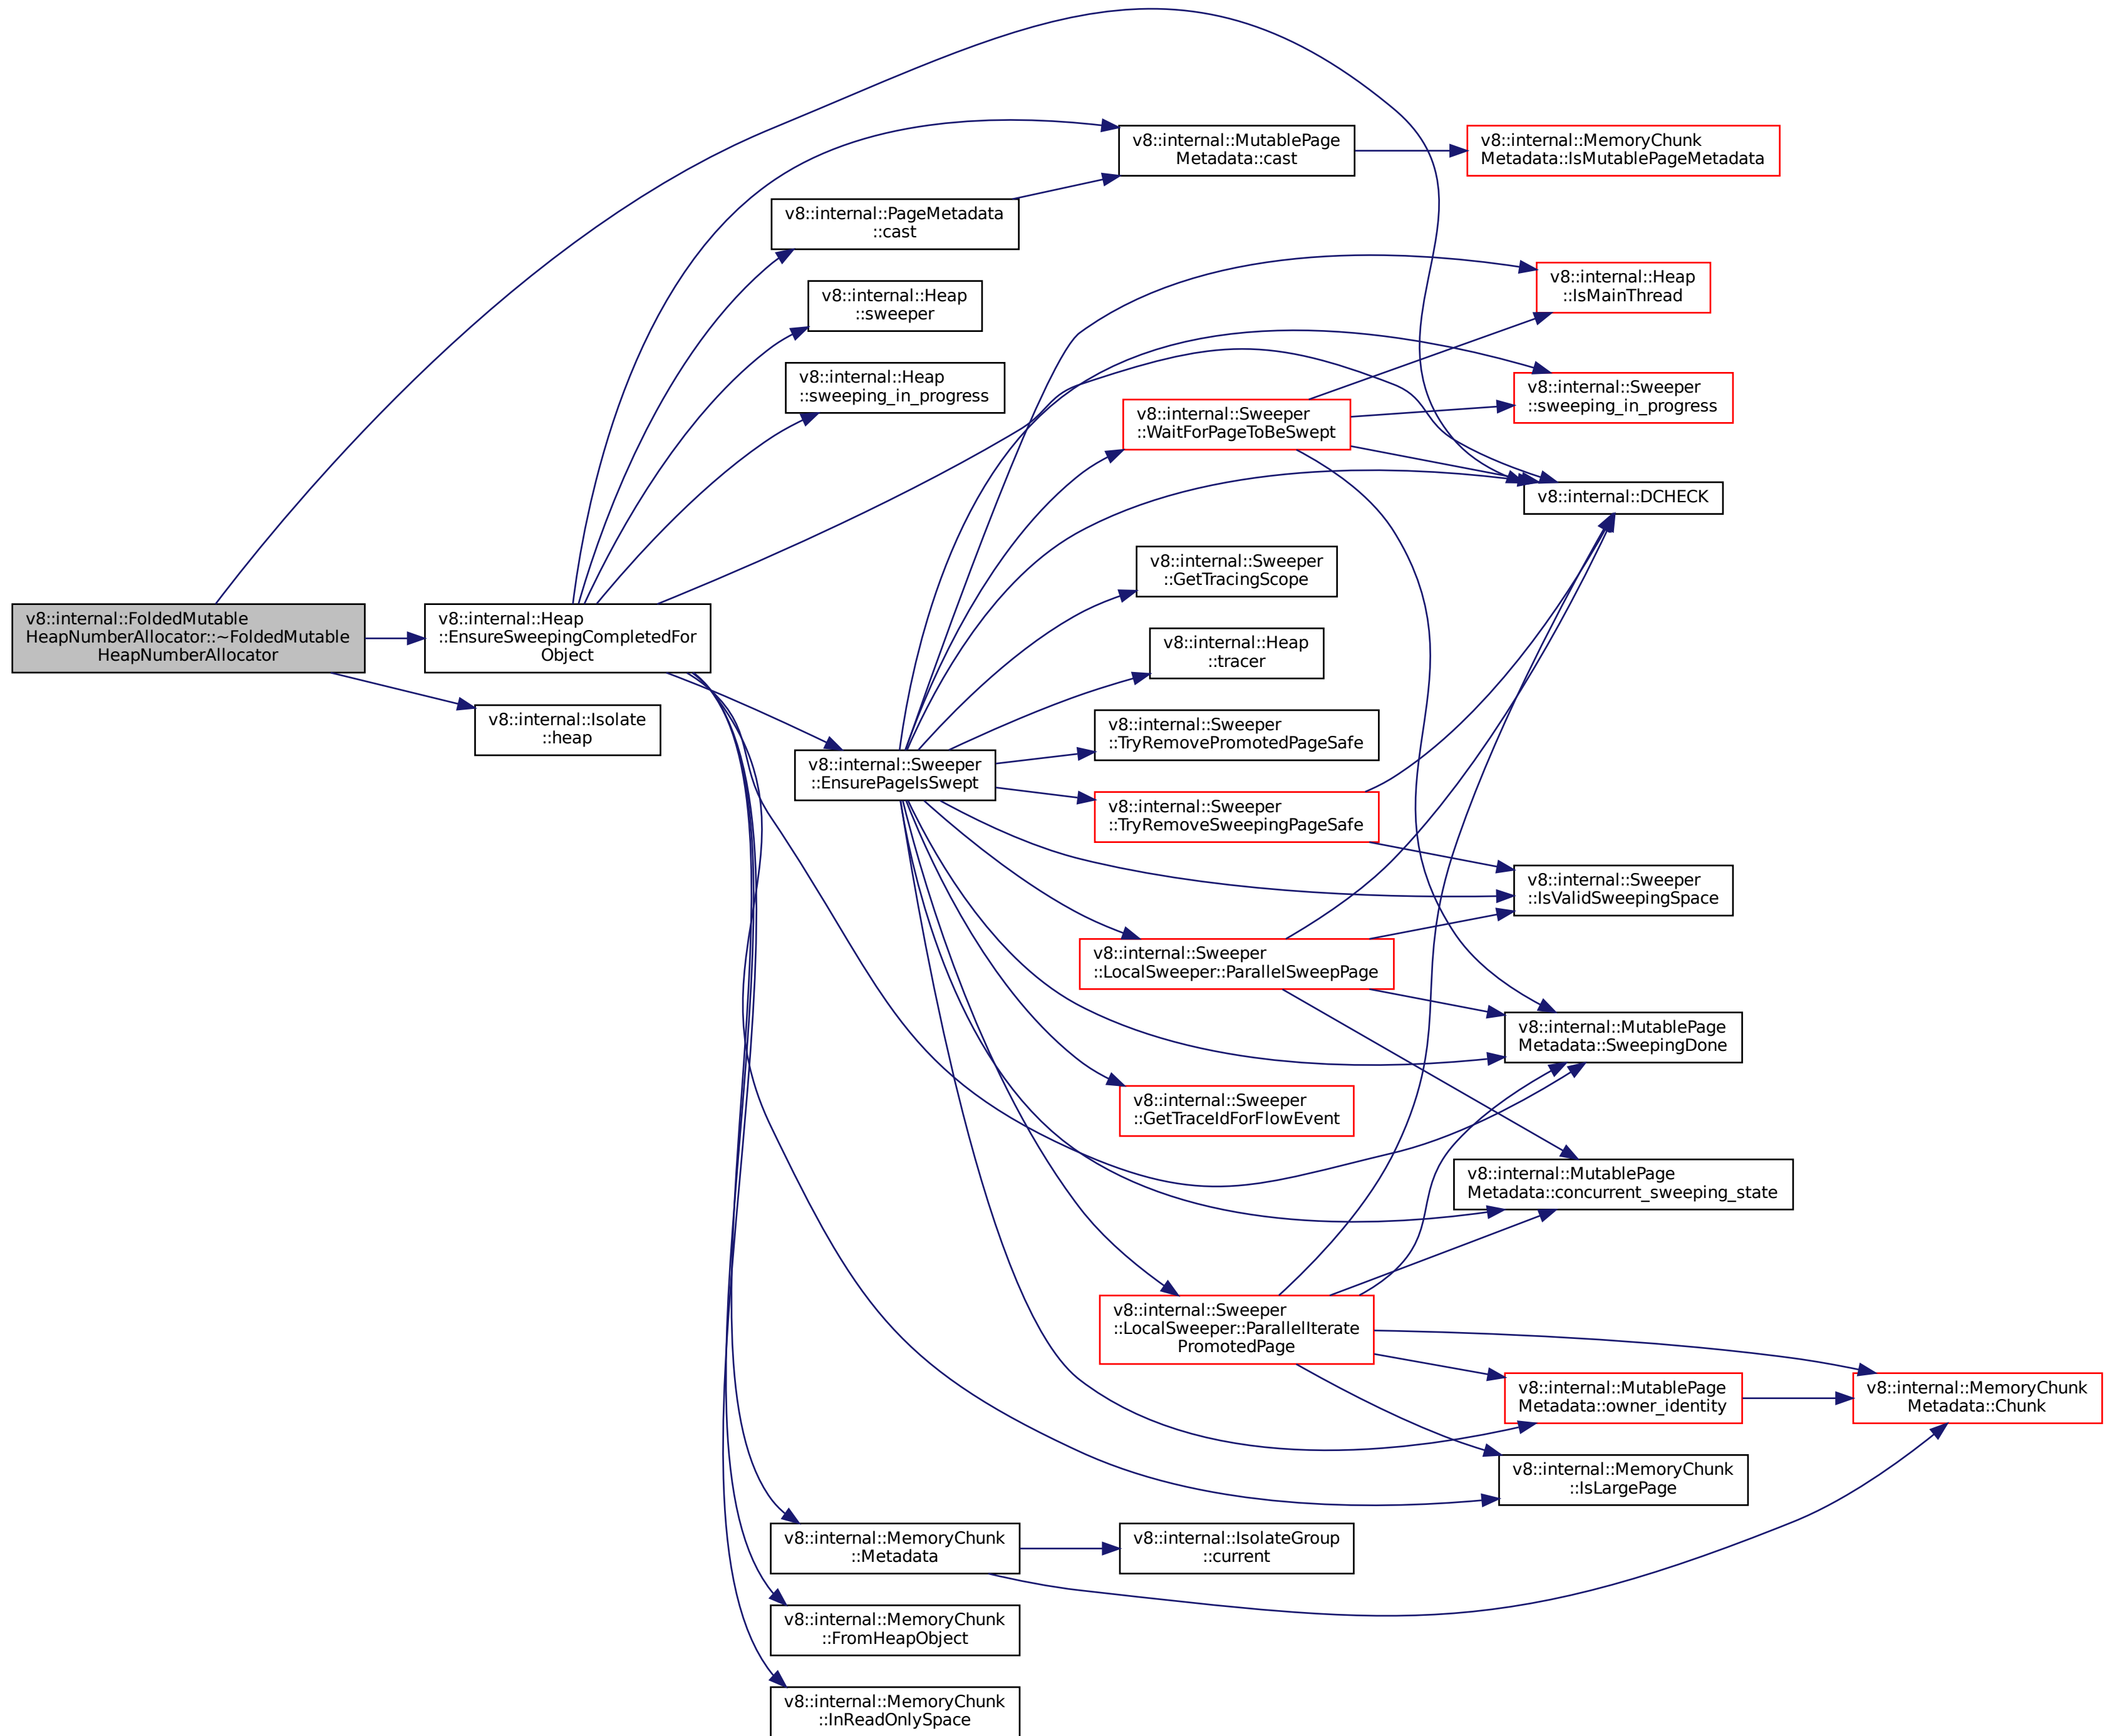 v8::internal::MutablePage
Metadata::cast
v8::internal::MemoryChunk
Metadata::IsMutablePageMetadata
v8::internal::PageMetadata
::cast
v8::internal::Heap
::IsMainThread
v8::internal::Heap
::sweeper
v8::internal::Heap
::sweeping_in_progress
v8::internal::Sweeper
::sweeping_in_progress
v8::internal::Sweeper
::WaitForPageToBeSwept
v8::internal::DCHECK
v8::internal::Sweeper
::GetTracingScope
v8::internal::FoldedMutable
HeapNumberAllocator::~FoldedMutable
HeapNumberAllocator
v8::internal::Heap
::EnsureSweepingCompletedFor
Object
v8::internal::Heap
::tracer
v8::internal::Isolate
::heap
v8::internal::Sweeper
::TryRemovePromotedPageSafe
v8::internal::Sweeper
::EnsurePageIsSwept
v8::internal::Sweeper
::TryRemoveSweepingPageSafe
v8::internal::Sweeper
::IsValidSweepingSpace
v8::internal::Sweeper
::LocalSweeper::ParallelSweepPage
v8::internal::MutablePage
Metadata::SweepingDone
v8::internal::Sweeper
::GetTraceIdForFlowEvent
v8::internal::MutablePage
Metadata::concurrent_sweeping_state
v8::internal::Sweeper
::LocalSweeper::ParallelIterate
PromotedPage
v8::internal::MutablePage
Metadata::owner_identity
v8::internal::MemoryChunk
Metadata::Chunk
v8::internal::MemoryChunk
::IsLargePage
v8::internal::MemoryChunk
::Metadata
v8::internal::IsolateGroup
::current
v8::internal::MemoryChunk
::FromHeapObject
v8::internal::MemoryChunk
::InReadOnlySpace